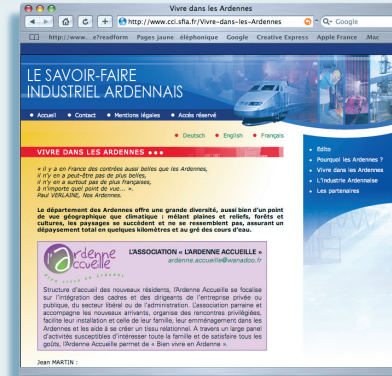 Vivre dans les Ardennes
http://www.cci.sfia.fr/Vivre-dans-les-Ardennes
Google
http://www...e?readform Pages jaune...éléphonique Google Creative Express Apple France .Mac
LE SAVOIR-FAIRE
INDUSTRIEL ARDENNAIS
• Accueil • Contact • Mentions légales • Accès réservé
• Deutsch • English • Français
VIVRE DANS LES ARDENNES •••
• Edito
• Pourquoi les Ardennes ?
• Vivre dans les Ardennes
• L'Industrie Ardennaise
• Les partenaires
« il y a en France des contrées aussi belles que les Ardennes,
il n'y en a peut-être pas de plus belles,
il n'y en a surtout pas de plus françaises,
à n'importe quel point de vue... ».
Paul VERLAINE, Nos Ardennes.
Le département des Ardennes offre une grande diversité, aussi bien d'un point
de vue géographique que climatique : mélant plaines et reliefs, forêts et
cultures, les paysages se succèdent et ne se ressemblent pas, assurant un
dépaysement total en quelques kilomètres et au gré des cours d'eau.
Ardenne
Accueille
BIEN VIVRE EN ARDENNE
L'ASSOCIATION « L'ARDENNE ACCUEILLE »
ardenne.accueille@wanadoo.fr
Structure d'accueil des nouveaux résidents, l'Ardenne Accueille se focalise
sur l'intégration des cadres et des dirigeants de l'entreprise privée ou
publique, du secteur libéral ou de l'administration. L'association parraine et
accompagne les nouveaux arrivants, organise des rencontres privilégiées,
facilite leur installation et celle de leur famille, leur emménagement dans les
Ardennes et les aide à se créer un tissu relationnel. A travers un large panel
d'activités susceptibles d'intéresser toute la famille et de satisfaire tous les
goûts, l'Ardenne Accueille permet de « Bien vivre en Ardenne ».
Jean MARTIN :